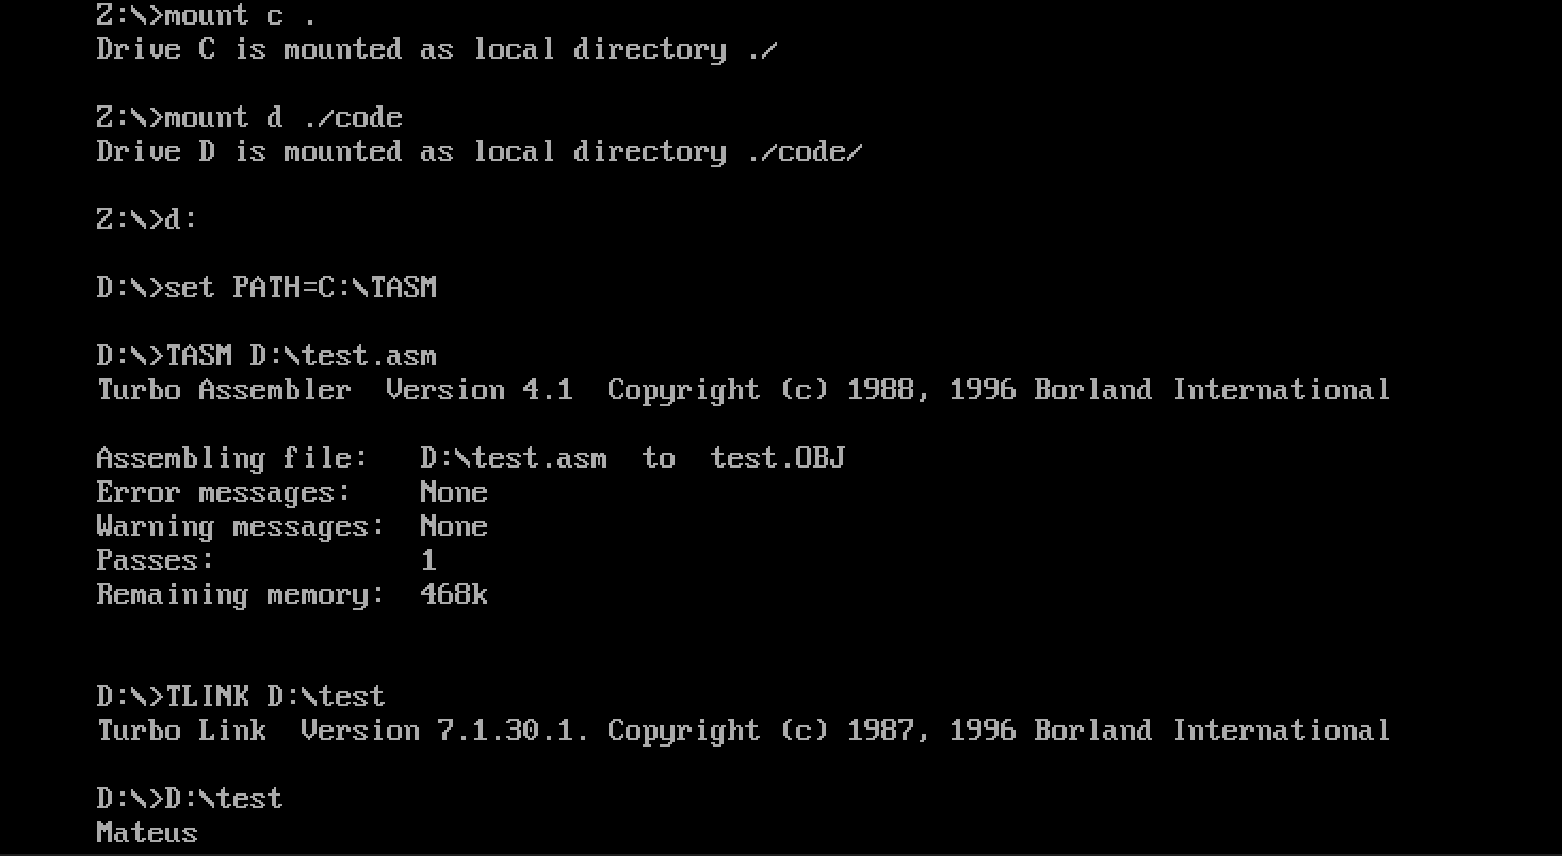 Z:\>mount c .
Drive C is mounted as local directory ./
Z:\>mount d ./code
Drive D is mounted as local directory ./code/
Z:\>d:
D:\>set PATH=C:\TASM
D:\>TASM D:\test.asm
Turbo Assembler  Version 4.1  Copyright (c) 1988, 1996 Borland International
Assembling file:   D:\test.asm  to  test.OBJ
Error messages:    None
Warning messages:  None
Passes:            1
Remaining memory:  468k
D:\>TLINK D:\test
Turbo Link  Version 7.1.30.1. Copyright (c) 1987, 1996 Borland International
D:\>D:\test
Mateus